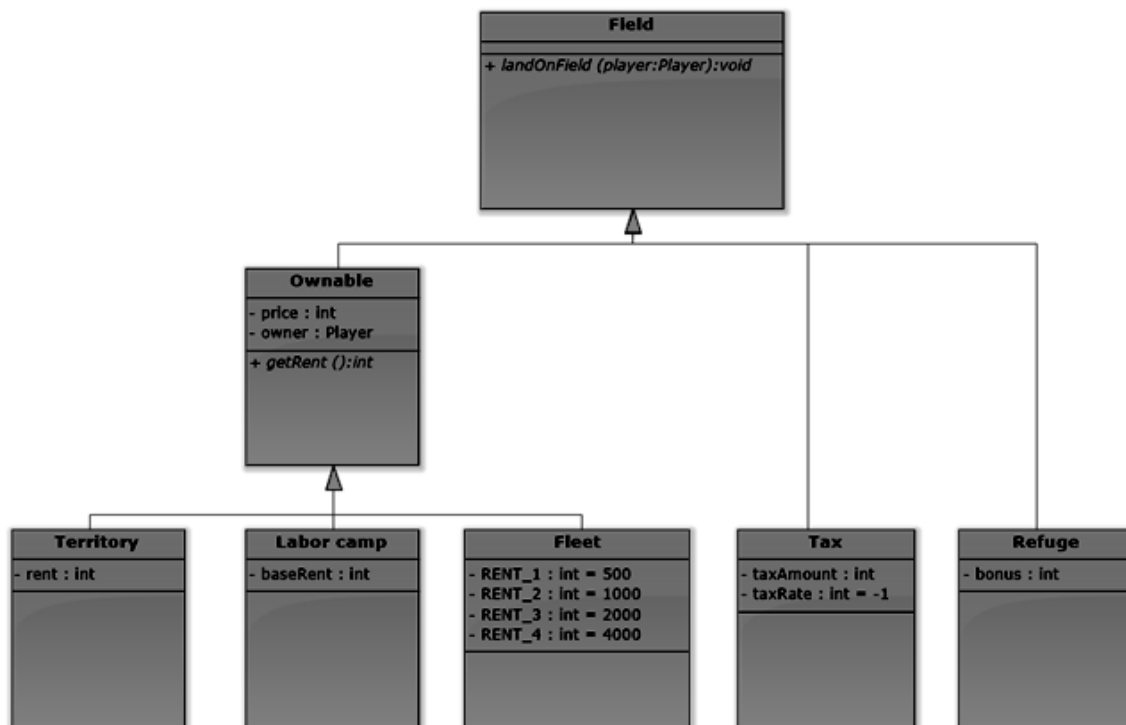 Field
+ landOnField (player:Player):void
Ownable
- price : int
- owner : Player
+ getRent ():int
Territory
- rent : int
Labor camp
- baseRent : int
Fleet
- RENT_1 : int = 500
- RENT_2 : int = 1000
- RENT_3 : int = 2000
- RENT_4 : int = 4000
Tax
- taxAmount : int
- taxRate : int = -1
Refuge
- bonus : int